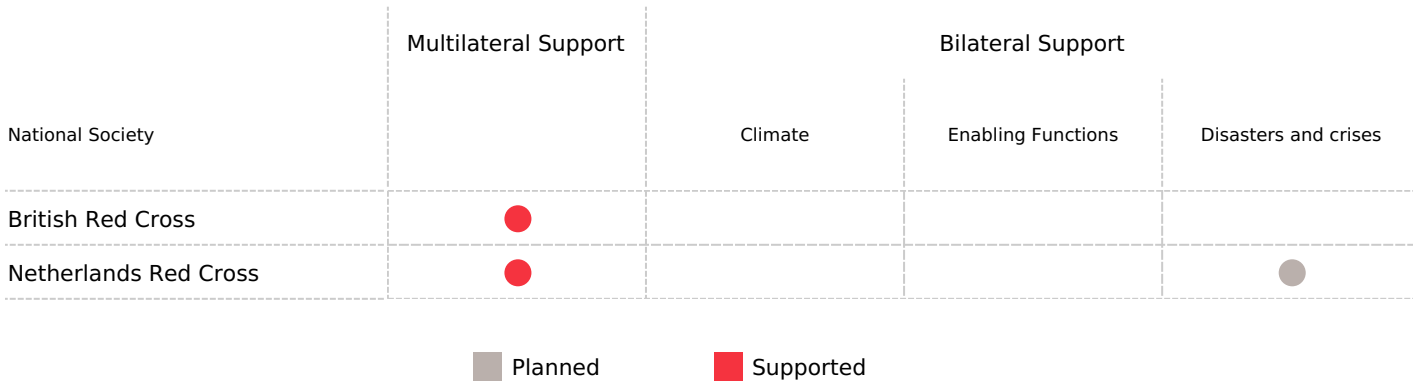 Multilateral Support
Bilateral Support
National Society
Climate
Enabling Functions
Disasters and crises
British Red Cross
Netherlands Red Cross
Planned
Supported